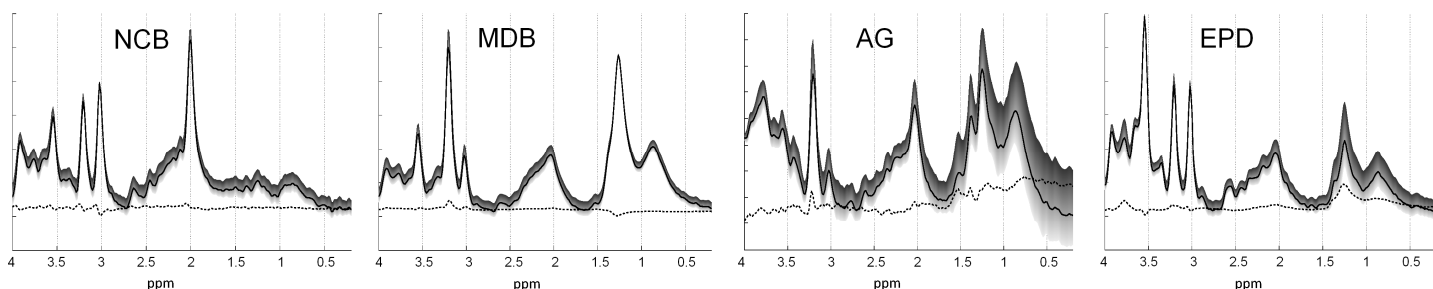 NCB MDB AG EPD
4 3.5 3 2.5 2 1.5 1 0.5 4 3.5 3 2.5 2 1.5 1 0.5 4 3.5 3 2.5 2 1.5 1 0.5 4 3.5 3 2.5 2 1.5 1 0.5
ppm ppm ppm ppm